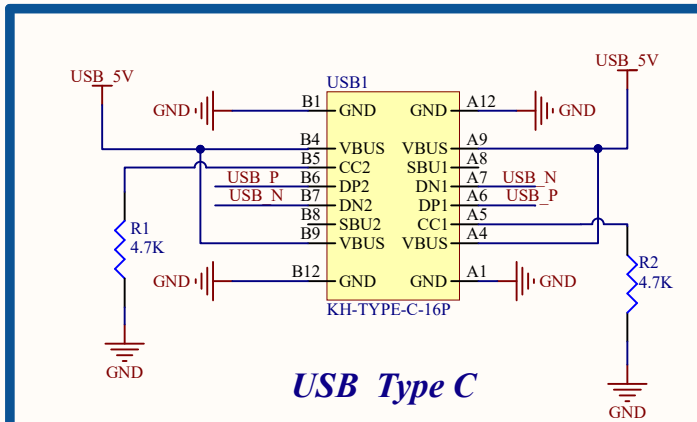 USB_5V
USB_5V
USB1
GND
B1
GND
GND
A12
GND
B4
VBUS
VBUS
A9
B5
CC2
SBU1
A8
USB_P
B6
DP2
DN1
A7
USB_N
USB_N
B7
DN2
DP1
A6
USB_P
B8
SBU2
CC1
A5
B9
VBUS
VBUS
A4
R1
4.7K
R2
4.7K
GND
B12
GND
GND
A1
GND
KH-TYPE-C-16P
GND
USB Type C
GND